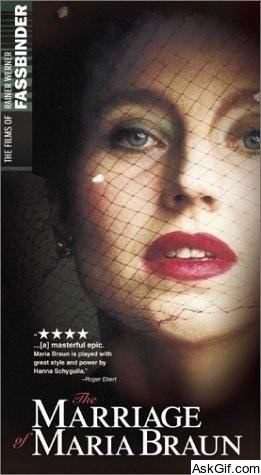 THE FILMS OF RAINER WERNER
FASSBINDER
"★★★★
...[a] masterful epic.
Maria Braun is played with
great style and power by
Hanna Schygulla."
–Roger Ebert
The
MARRIAGE
of MARIA BRAUN
AskGif.com